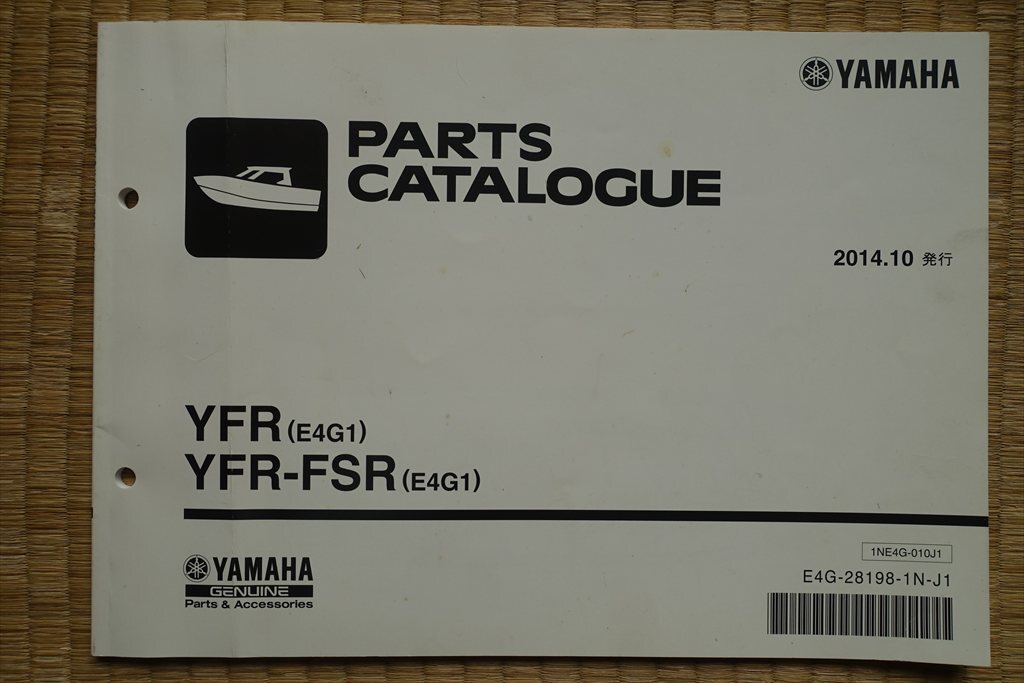 YAMAHA
PARTS
CATALOGUE
2014.10 発行
YFR (E4G1)
YFR-FSR (E4G1)
1NE4G-010J1
E4G-28198-1N-J1
YAMAHA
GENUINE
Parts & Accessories